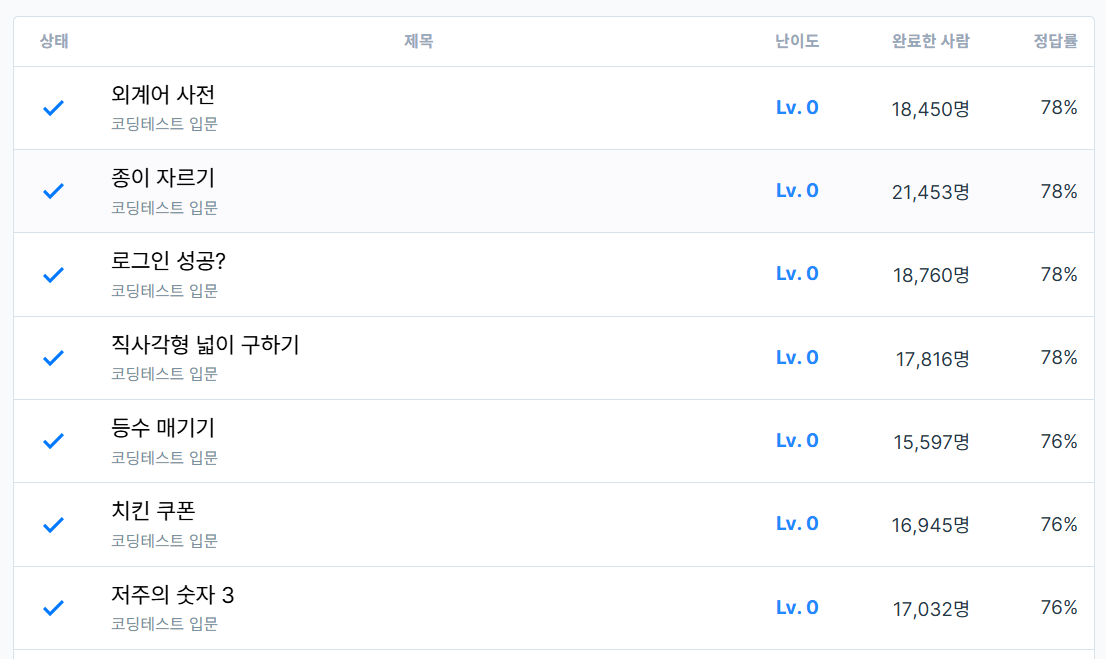 상태 제목 난이도 완료한 사람 정답률
외계어 사전 Lv. 0 18,450명 78%
코딩테스트 입문
종이 자르기 Lv. 0 21,453명 78%
코딩테스트 입문
로그인 성공? Lv. 0 18,760명 78%
코딩테스트 입문
직사각형 넓이 구하기 Lv. 0 17,816명 78%
코딩테스트 입문
등수 매기기 Lv. 0 15,597명 76%
코딩테스트 입문
치킨 쿠폰 Lv. 0 16,945명 76%
코딩테스트 입문
저주의 숫자 3 Lv. 0 17,032명 76%
코딩테스트 입문